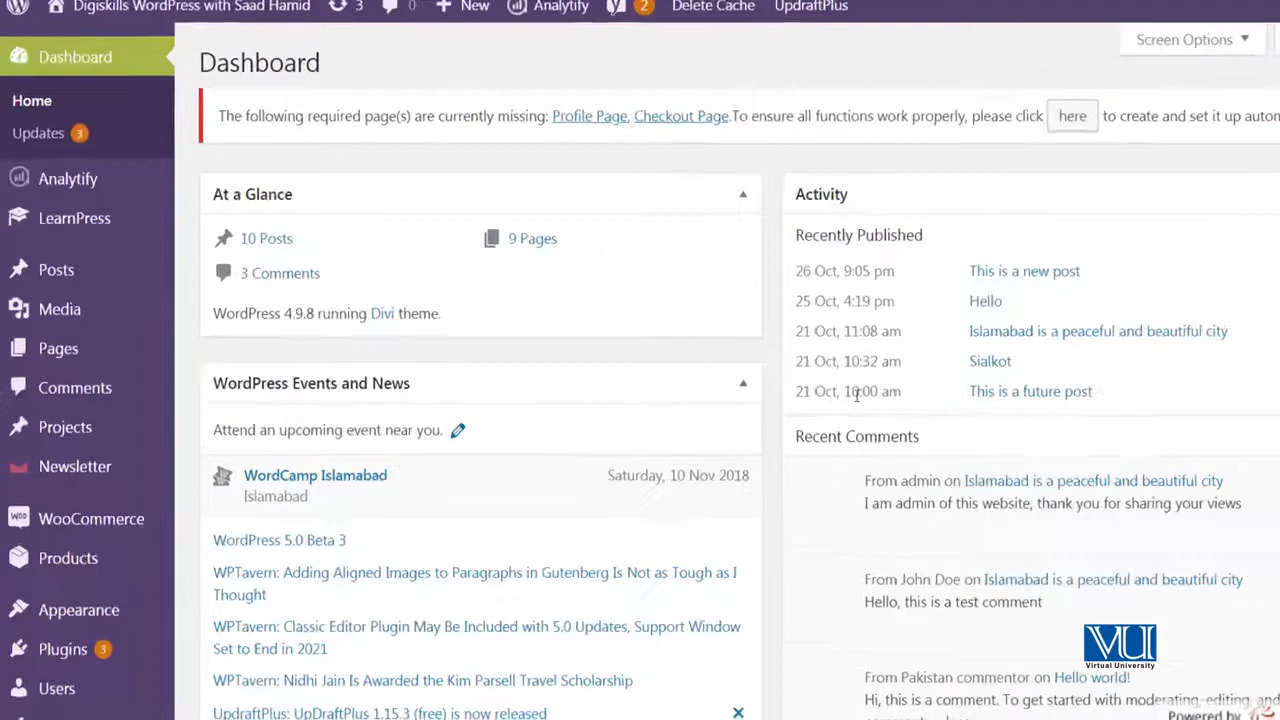 Digiskills WordPress with Saad Hamid 3 0 New Analytify 2 Delete Cache UpdraftPlus
Dashboard
Home
Updates 3
Analytify
LearnPress
Posts
Media
Pages
Comments
Projects
Newsletter
WooCommerce
Products
Appearance
Plugins 3
Users
Screen Options
Dashboard
The following required page(s) are currently missing: Profile Page, Checkout Page.To ensure all functions work properly, please click here to create and set it up
At a Glance
10 Posts
9 Pages
3 Comments
WordPress 4.9.8 running Divi theme.
WordPress Events and News
Attend an upcoming event near you.
WordCamp Islamabad Saturday, 10 Nov 2018
Islamabad
WordPress 5.0 Beta 3
WPTavern: Adding Aligned Images to Paragraphs in Gutenberg Is Not as Tough as I
Thought
WPTavern: Classic Editor Plugin May Be Included with 5.0 Updates, Support Window
Set to End in 2021
WPTavern: Nidhi Jain Is Awarded the Kim Parsell Travel Scholarship
UpdraftPlus: UpDraftPlus 1.15.3 (free) is now released
Activity
Recently Published
26 Oct, 9:05 pm This is a new post
25 Oct, 4:19 pm Hello
21 Oct, 11:08 am Islamabad is a peaceful and beautiful city
21 Oct, 10:32 am Sialkot
21 Oct, 10:00 am This is a future post
Recent Comments
From admin on Islamabad is a peaceful and beautiful city
I am admin of this website, thank you for sharing your views
From John Doe on Islamabad is a peaceful and beautiful city
Hello, this is a test comment
From Pakistan commentor on Hello world!
Hi, this is a comment. To get started with moderating, editing, and
VU
Virtual University
Powered by